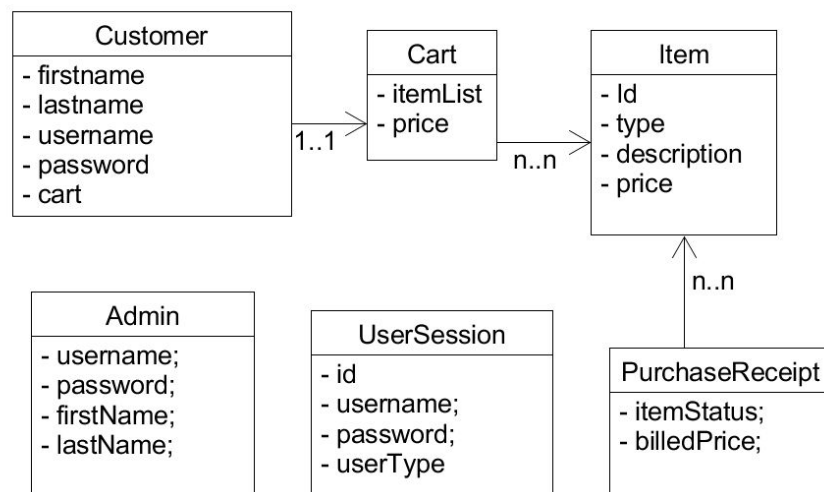 Customer
- firstname
- lastname
- username
- password
- cart
1..1
Cart
- itemList
- price
n..n
Item
- Id
- type
- description
- price
n..n
Admin
- username;
- password;
- firstName;
- lastName;
UserSession
- id
- username;
- password;
- userType
PurchaseReceipt
- itemStatus;
- billedPrice;